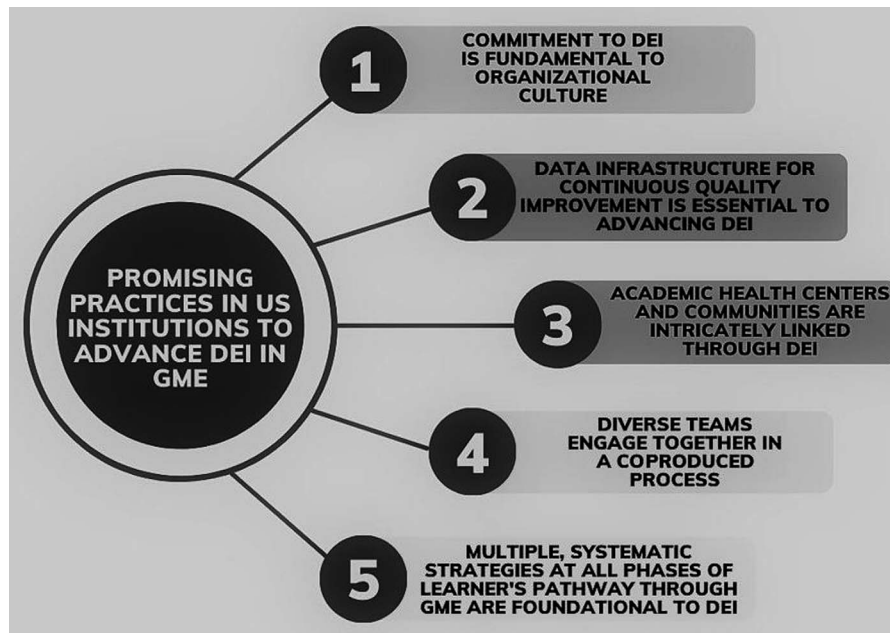 PROMISING
PRACTICES IN US
INSTITUTIONS TO
ADVANCE DEI IN
GME
1
COMMITMENT TO DEI
IS FUNDAMENTAL TO
ORGANIZATIONAL
CULTURE
2
DATA INFRASTRUCTURE FOR
CONTINUOUS QUALITY
IMPROVEMENT IS ESSENTIAL TO
ADVANCING DEI
3
ACADEMIC HEALTH CENTERS
AND COMMUNITIES ARE
INTRICATELY LINKED
THROUGH DEI
4
DIVERSE TEAMS
ENGAGE TOGETHER IN
A COPRODUCED
PROCESS
5
MULTIPLE, SYSTEMATIC
STRATEGIES AT ALL PHASES OF
LEARNER'S PATHWAY THROUGH
GME ARE FOUNDATIONAL TO DEI